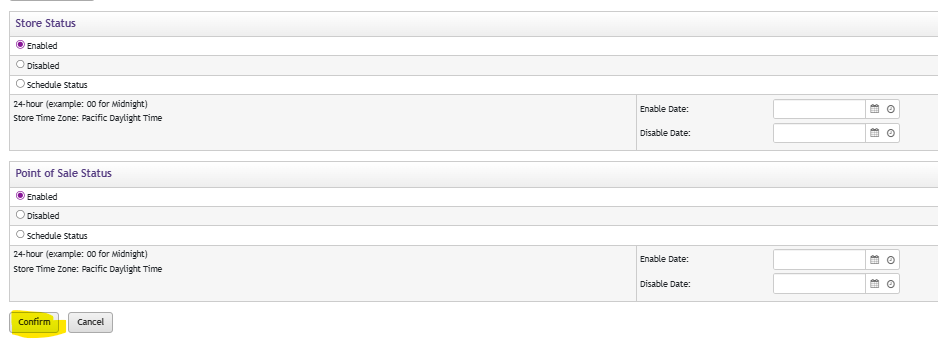 Store Status
Enabled
Disabled
Schedule Status
24-hour (example: 00 for Midnight)
Store Time Zone: Pacific Daylight Time
Enable Date:
Disable Date:
Point of Sale Status
Enabled
Disabled
Schedule Status
24-hour (example: 00 for Midnight)
Store Time Zone: Pacific Daylight Time
Enable Date:
Disable Date:
Confirm Cancel